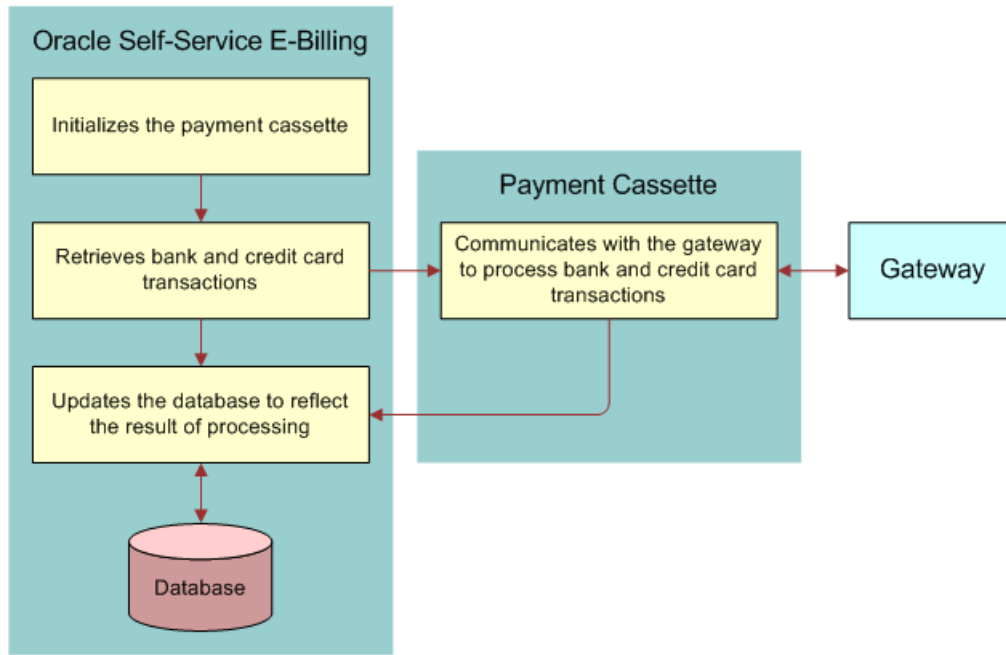 Oracle Self-Service E-Billing
Initializes the payment cassette
Retrieves bank and credit card
transactions
Updates the database to reflect
the result of processing
Database
Payment Cassette
Communicates with the gateway
to process bank and credit card
transactions
Gateway